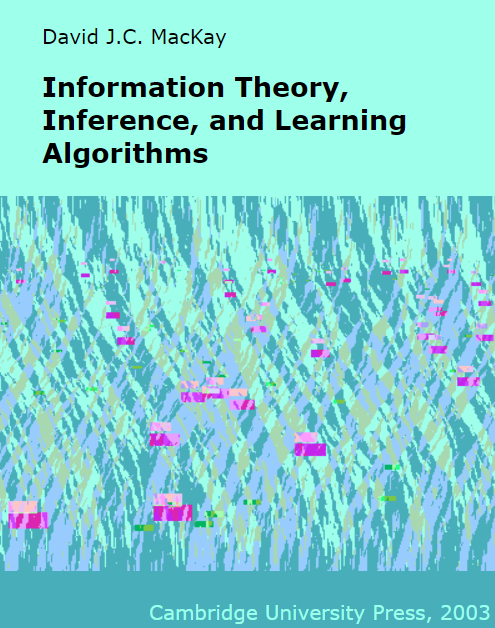 David J.C. MacKay
Information Theory,
Inference, and Learning
Algorithms
Cambridge University Press, 2003